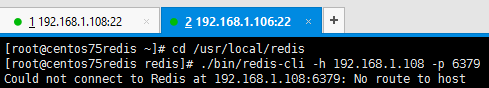 1 192.168.1.108:22 × 2 192.168.1.106:22 × +
[root@centos75redis ~]# cd /usr/local/redis
[root@centos75redis redis]# ./bin/redis-cli -h 192.168.1.108 -p 6379
Could not connect to Redis at 192.168.1.108:6379: No route to host